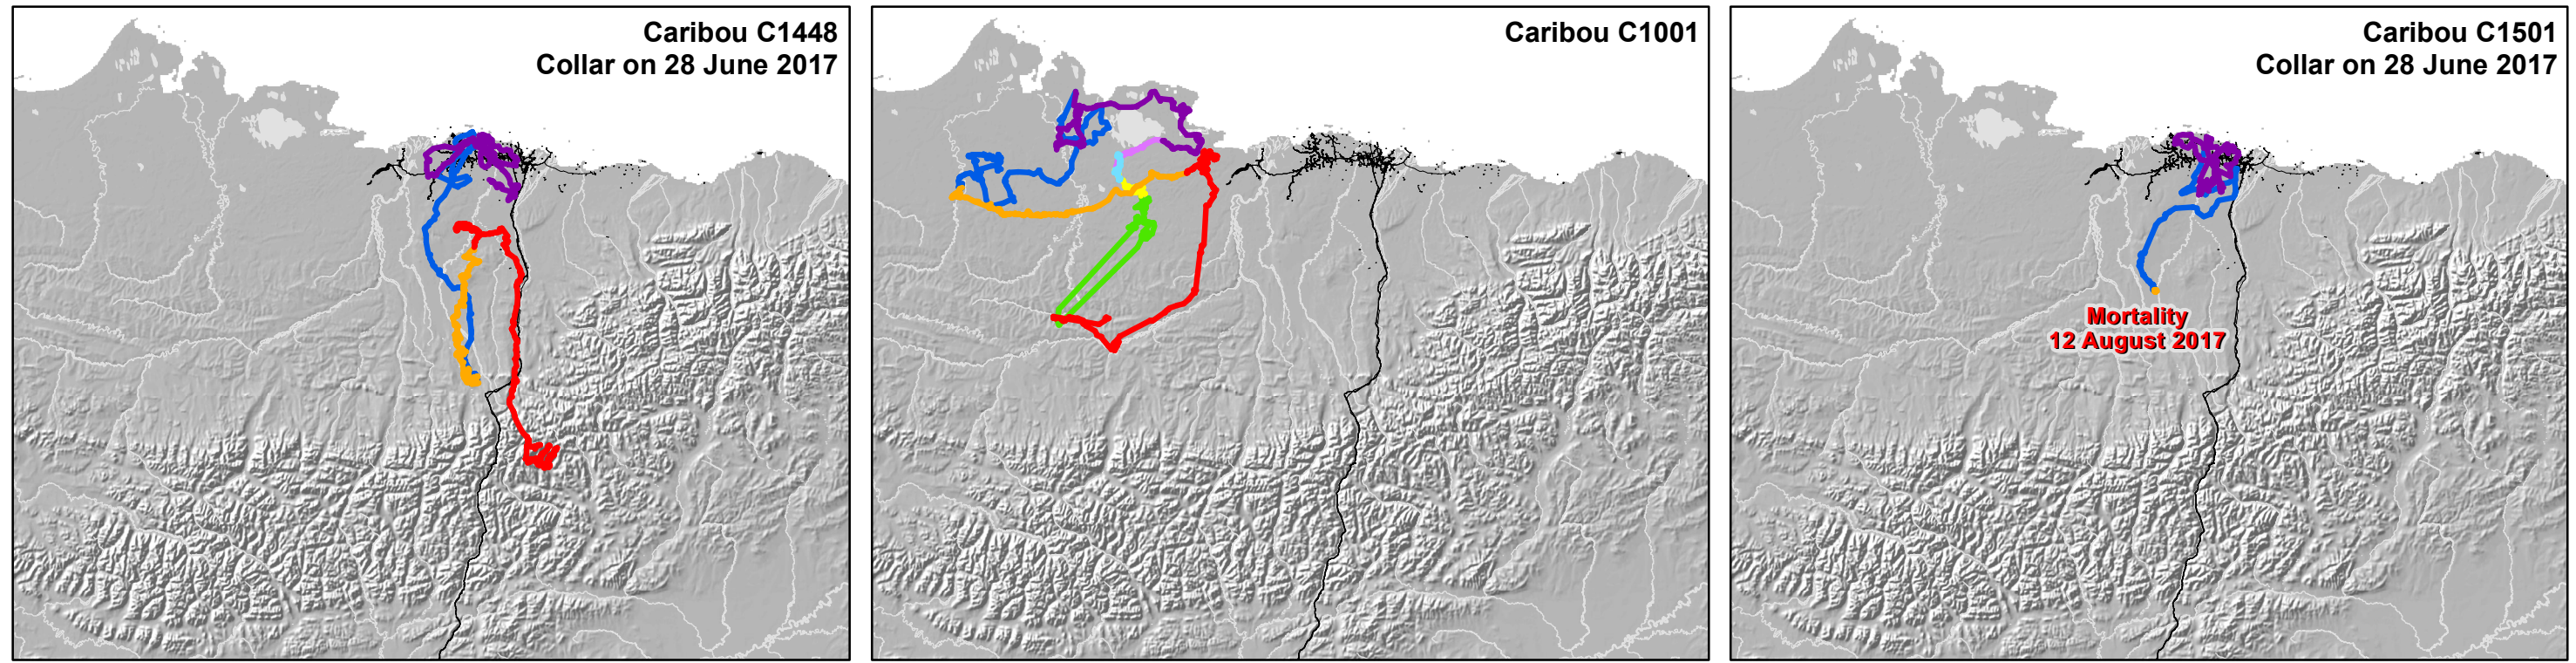 Caribou C1448
Collar on 28 June 2017
Caribou C1001
Caribou C1501
Collar on 28 June 2017
Mortality
12 August 2017